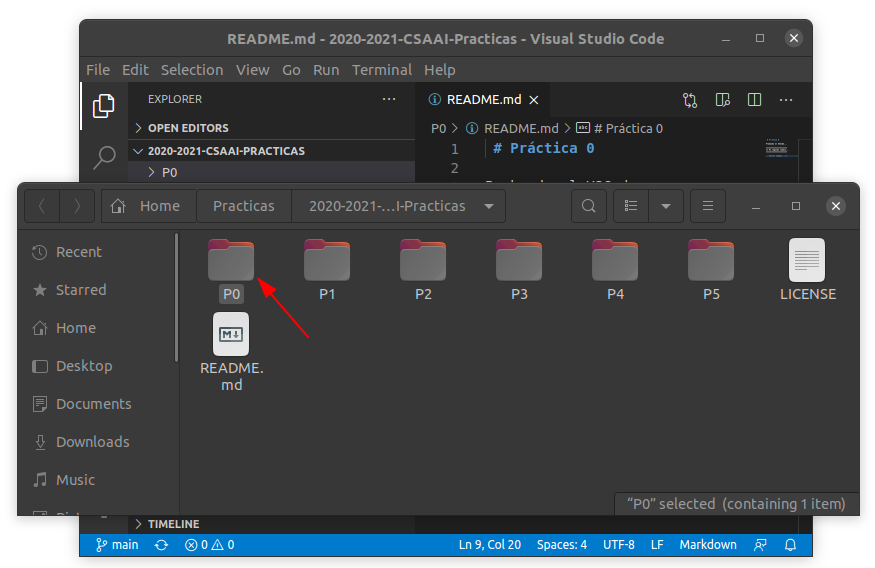 README.md - 2020-2021-CSAAI-Practicas - Visual Studio Code
File Edit Selection View Go Run Terminal Help
EXPLORER
README.md
OPEN EDITORS
P0 > README.md > # Práctica 0
2020-2021-CSAAI-PRACTICAS
1 # Práctica 0
P0
2
Home Practicas 2020-2021-...I-Practicas
Recent
Starred
Home
Desktop
Documents
Downloads
Music
P0 P1 P2 P3 P4 P5 LICENSE
README.
md
"P0" selected (containing 1 item)
TIMELINE
main 0 0 Ln 9, Col 20 Spaces: 4 UTF-8 LF Markdown